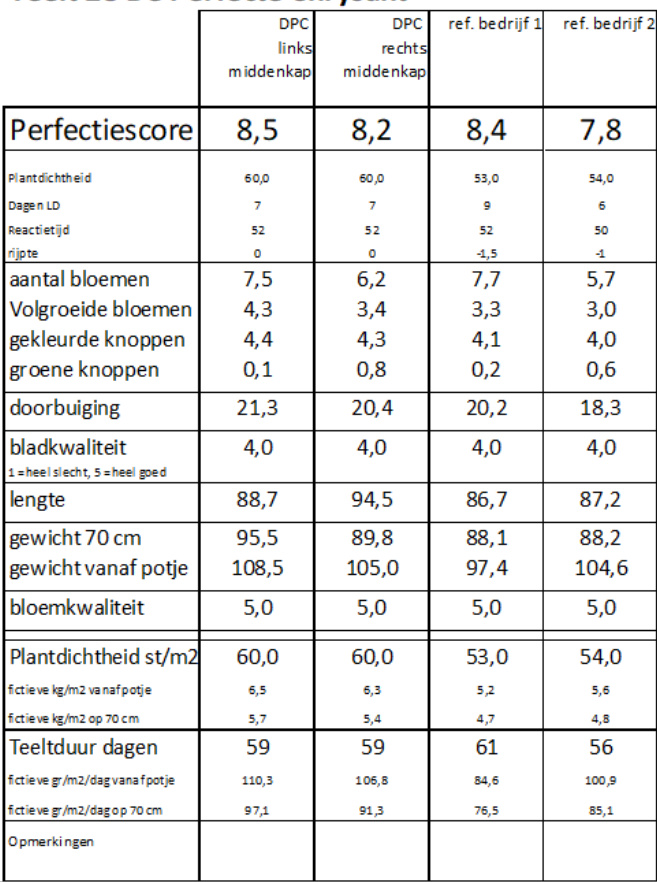 DPC links middenkap DPC rechts middenkap ref. bedrijf 1 ref. bedrijf 2
Perfectiescore 8,5 8,2 8,4 7,8
Plantdichtheid 60,0 60,0 53,0 54,0
Dagen LD 7 7 9 6
Reactietijd 52 52 52 50
rijpte 0 0 -1,5 -1
aantal bloemen 7,5 6,2 7,7 5,7
Volgroeide bloemen 4,3 3,4 3,3 3,0
gekleurde knoppen 4,4 4,3 4,1 4,0
groene knoppen 0,1 0,8 0,2 0,6
doorbuiging 21,3 20,4 20,2 18,3
bladkwaliteit 4,0 4,0 4,0 4,0
1 = heel slecht, 5 = heel goed
lengte 88,7 94,5 86,7 87,2
gewicht 70 cm 95,5 89,8 88,1 88,2
gewicht vanaf potje 108,5 105,0 97,4 104,6
bloemkwaliteit 5,0 5,0 5,0 5,0
Plantdichtheid st/m2 60,0 60,0 53,0 54,0
fictieve kg/m2 vanaf potje 6,5 6,3 5,2 5,6
fictieve kg/m2 op 70 cm 5,7 5,4 4,7 4,8
Teeltduur dagen 59 59 61 56
fictieve gr/m2/dag vanaf potje 110,3 106,8 84,6 100,9
fictieve gr/m2/dag op 70 cm 97,1 91,3 76,5 85,1
Opmerkingen